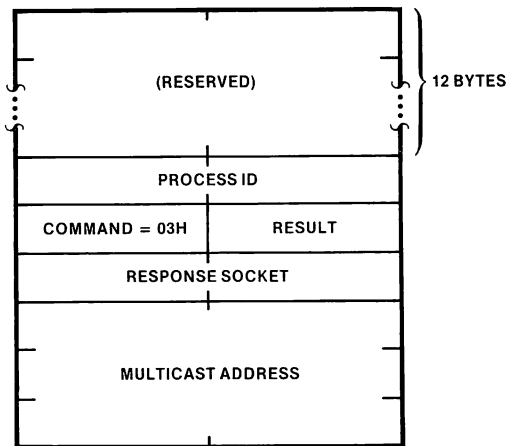 (RESERVED)
12 BYTES
PROCESS ID
COMMAND = 03H
RESULT
RESPONSE SOCKET
MULTICAST ADDRESS